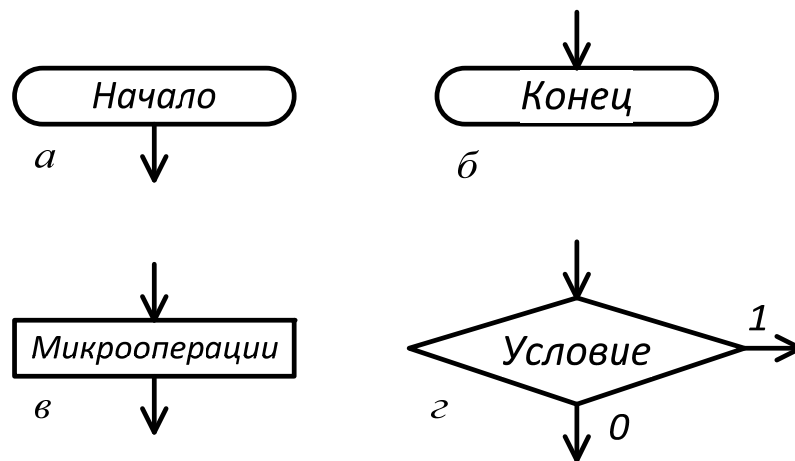 Начало
Конец
а
б
Микрооперации
Условие
1
в
г
0